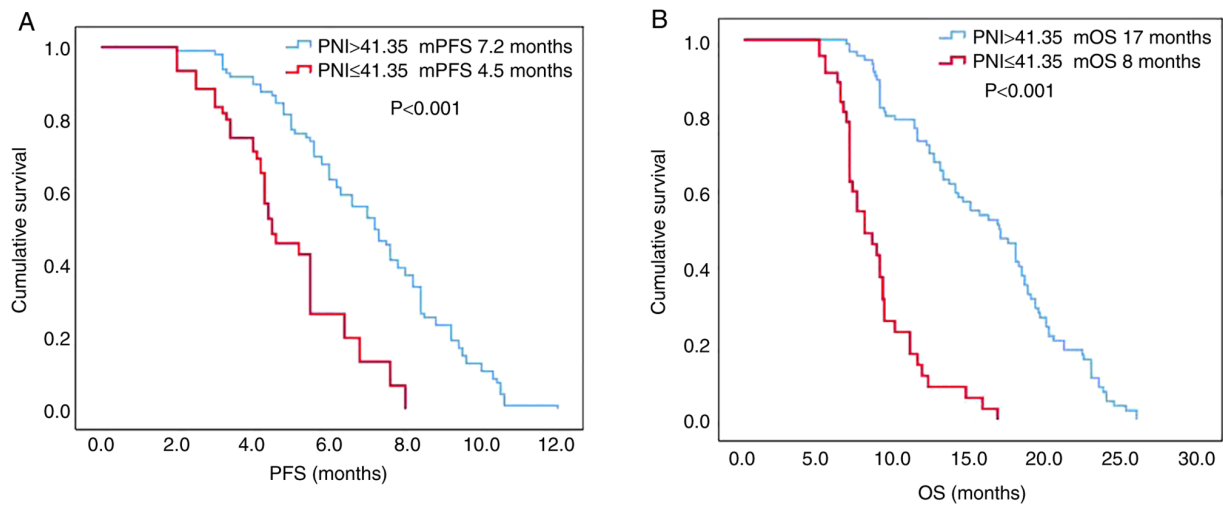 A
PNI>41.35 mPFS 7.2 months
PNI≤41.35 mPFS 4.5 months
P<0.001
Cumulative survival
1.0
0.8
0.6
0.4
0.2
0.0
0.0 2.0 4.0 6.0 8.0 10.0 12.0
PFS (months)
B
PNI>41.35 mOS 17 months
PNI≤41.35 mOS 8 months
P<0.001
Cumulative survival
1.0
0.8
0.6
0.4
0.2
0.0
0.0 5.0 10.0 15.0 20.0 25.0 30.0
OS (months)